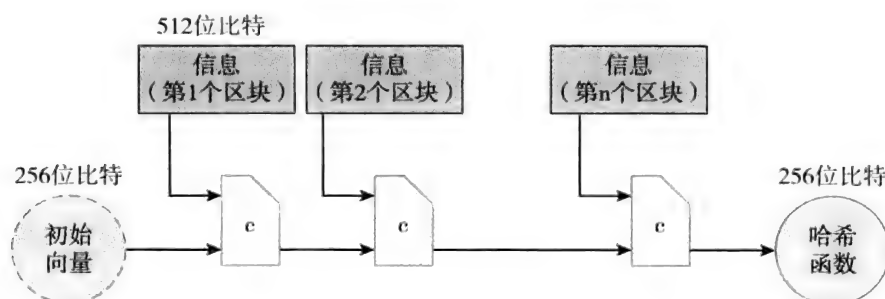 512位比特
信息
（第1个区块）
信息
（第2个区块）
信息
（第n个区块）
256位比特
256位比特
初始
向量
c
c
c
哈希
函数